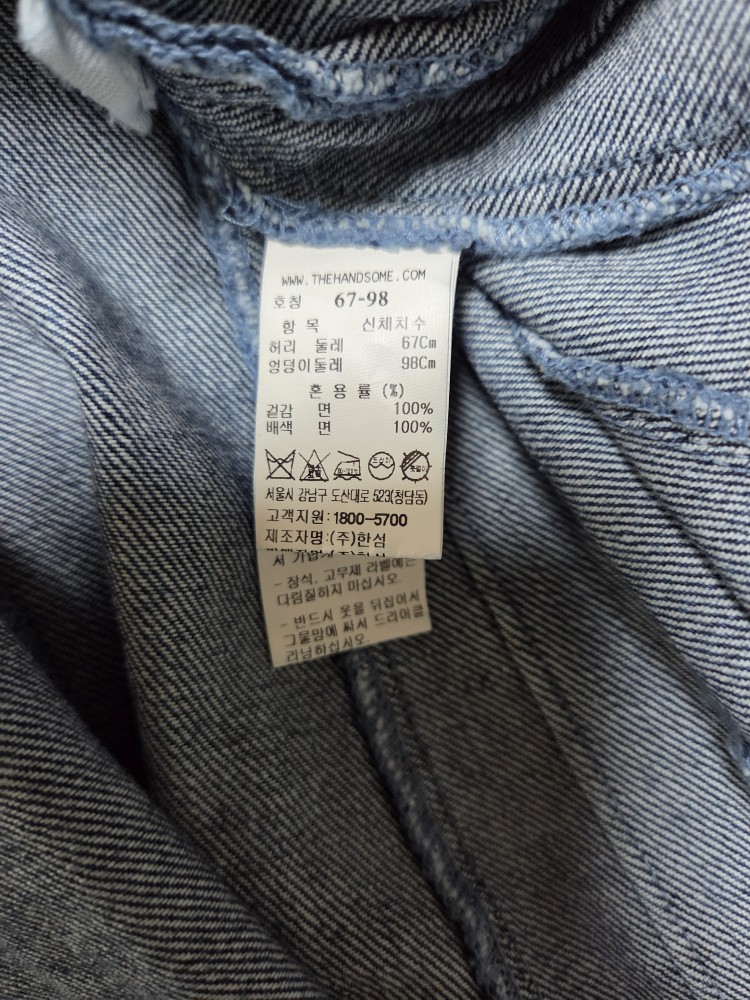 WWW.THEHANDSOME.COM
호칭 67-98
항 목 신체치수
허리 둘레 67Cm
엉덩이둘레 98Cm
혼 용 률 (%)
겉감 면 100%
배색 면 100%
서울시 강남구 도산대로 523(청담동)
고객지원:1800-5700
제조자명:(주)한섬
- 장식, 고무제 라벨에는
다림질하지 마십시오.
- 반드시 옷을 뒤집어서
그물망에 싸서 드라이클
리닝하십시오.